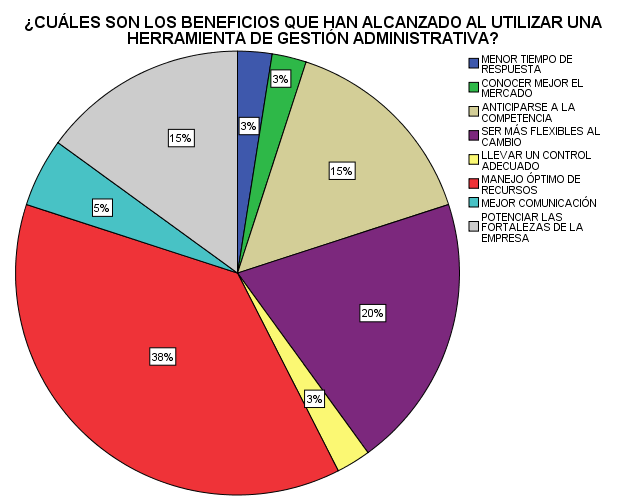 ¿CUÁLES SON LOS BENEFICIOS QUE HAN ALCANZADO AL UTILIZAR UNA
HERRAMIENTA DE GESTIÓN ADMINISTRATIVA?
MENOR TIEMPO DE
RESPUESTA
CONOCER MEJOR EL
MERCADO
ANTICIPARSE A LA
COMPETENCIA
SER MÁS FLEXIBLES AL
CAMBIO
LLEVAR UN CONTROL
ADECUADO
MANEJO ÓPTIMO DE
RECURSOS
MEJOR COMUNICACIÓN
POTENCIAR LAS
FORTALEZAS DE LA
EMPRESA
3%
3%
15%
20%
3%
38%
5%
15%